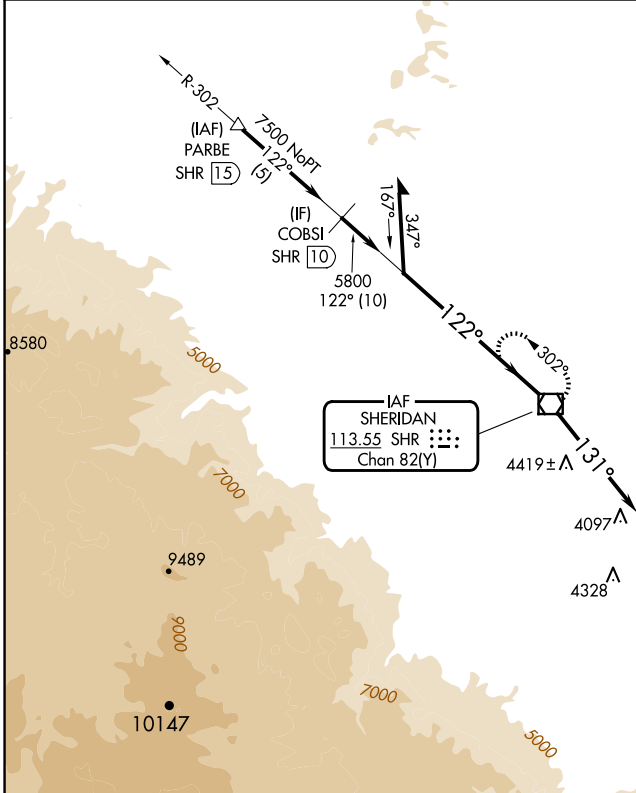 R-302
(IAF)
PARBE
SHR 15
7500 NoPT
122°
(5)
(IF)
COBSI
SHR 10
167°
347°
5800
122° (10)
122°
302°
8580
5000
IAF
SHERIDAN
113.55 SHR
Chan 82(Y)
131°
4419±
4097
7000
4328
9489
9000
7000
10147
5000